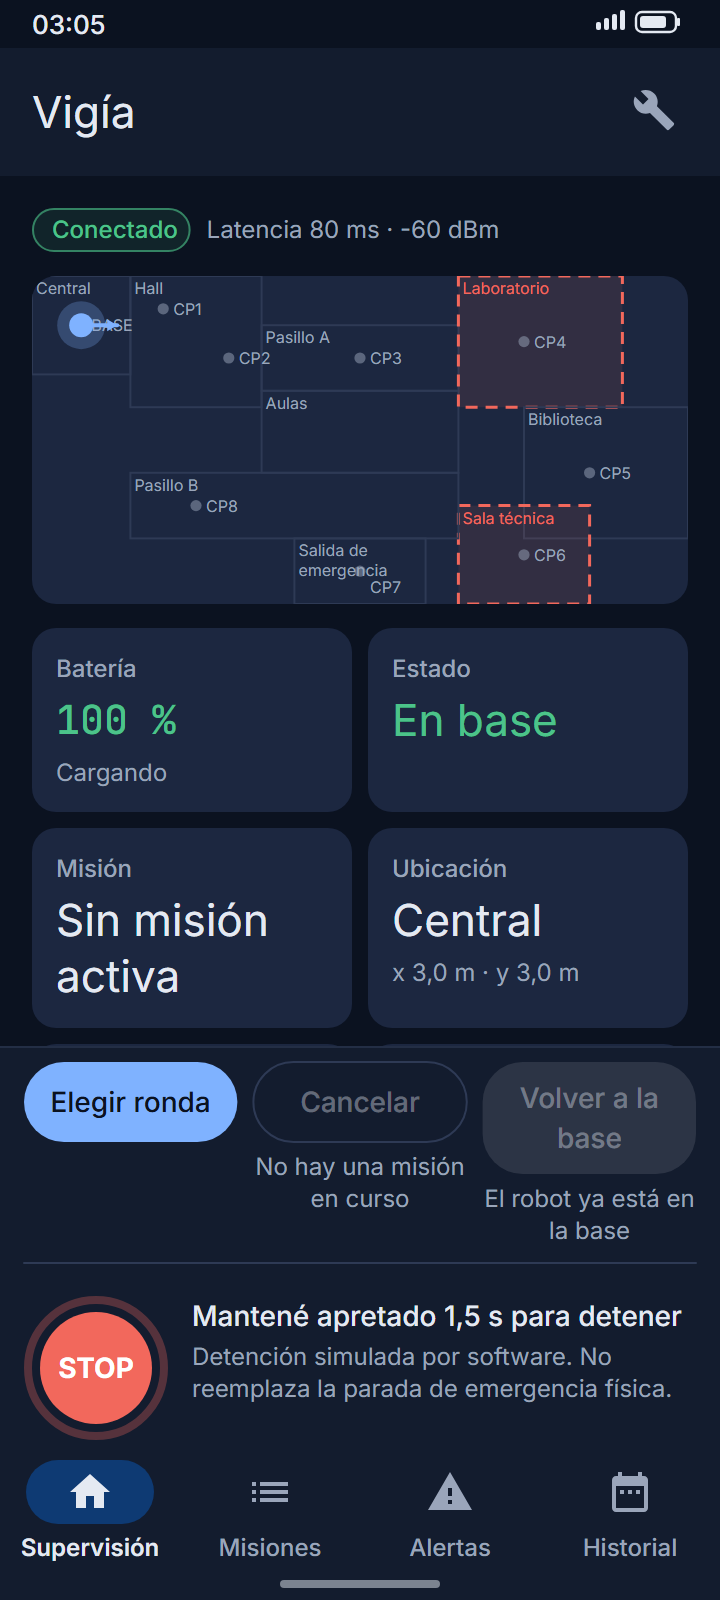 03:05
Vigía
Conectado
Latencia 80 ms · -60 dBm
Central
Hall
Laboratorio
CP1
BASE
Pasillo A
CP2
CP3
CP4
Aulas
Biblioteca
CP5
Pasillo B
CP8
Sala técnica
Salida de
emergencia
CP6
CP7
Batería
100 %
Cargando
Estado
En base
Misión
Sin misión
activa
Ubicación
Central
x 3,0 m · y 3,0 m
Elegir ronda
Cancelar
No hay una misión
en curso
Volver a la
base
El robot ya está en
la base
STOP
Mantené apretado 1,5 s para detener
Detención simulada por software. No
reemplaza la parada de emergencia física.
Supervisión
Misiones
Alertas
Historial